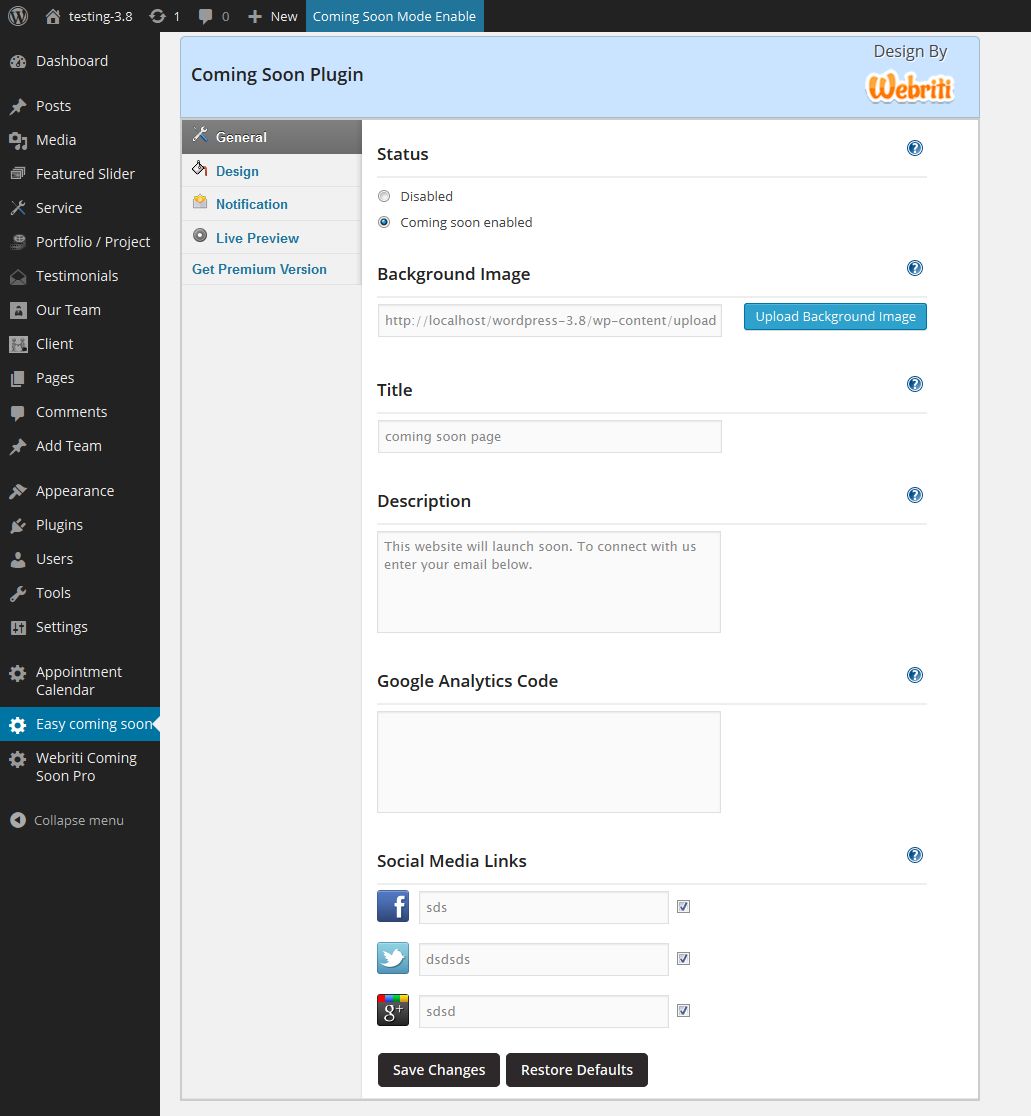 testing-3.8 1 0 New Coming Soon Mode Enable
Dashboard
Posts
Media
Featured Slider
Service
Portfolio / Project
Testimonials
Our Team
Client
Pages
Comments
Add Team
Appearance
Plugins
Users
Tools
Settings
Appointment
Calendar
Easy coming soon
Webriti Coming
Soon Pro
Collapse menu
Coming Soon Plugin
Design By
Webriti
General
Design
Notification
Live Preview
Get Premium Version
Status
Disabled
Coming soon enabled
Background Image
http://localhost/wordpress-3.8/wp-content/upload
Upload Background Image
Title
coming soon page
Description
This website will launch soon. To connect with us
enter your email below.
Google Analytics Code
Social Media Links
f sds
dsdsds
g+ sdsd
Save Changes Restore Defaults